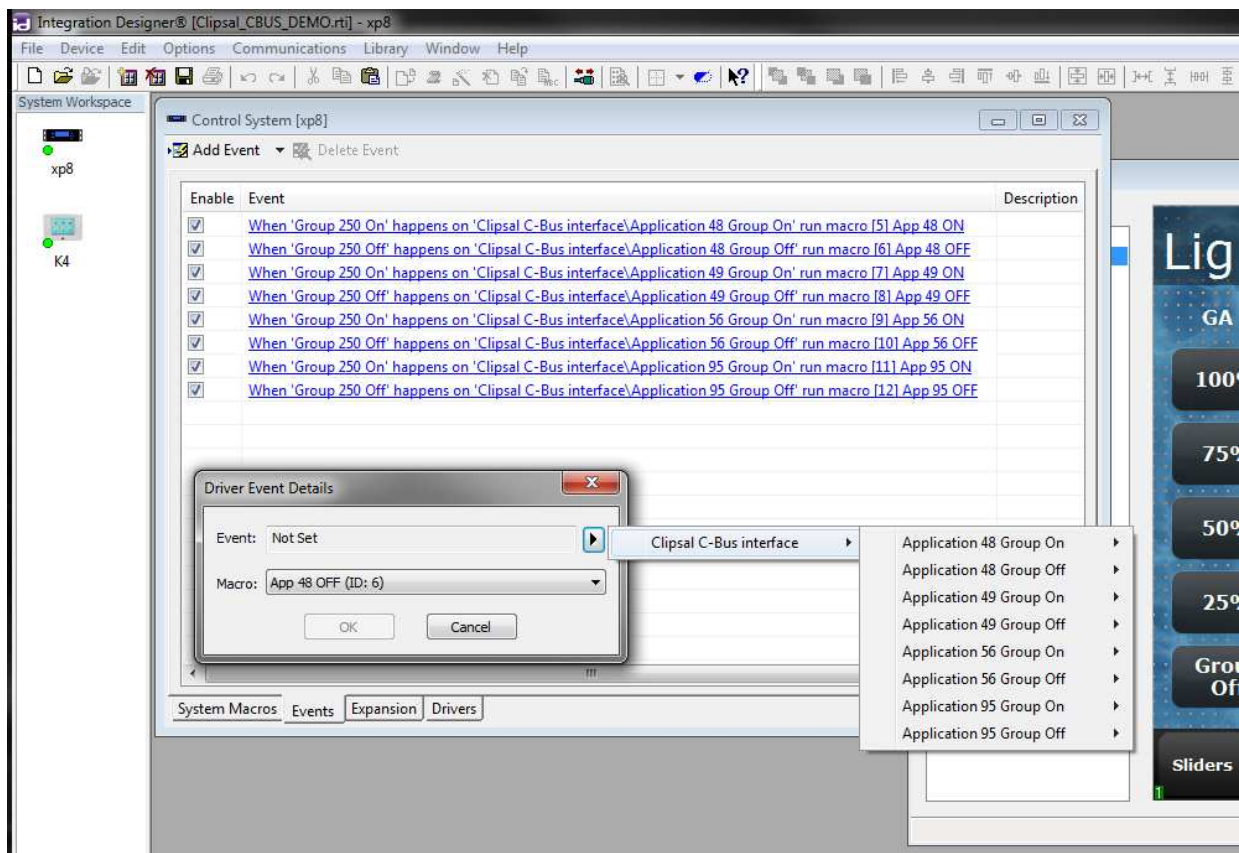 Integration Designer® [Clipsal_CBUS_DEMO.rti] - xp8
File Device Edit Options Communications Library Window Help
System Workspace
xp8
K4
Control System [xp8]
Add Event Delete Event
Enable Event Description
When 'Group 250 On' happens on 'Clipsal C-Bus interface\Application 48 Group On' run macro [5] App 48 ON
When 'Group 250 Off' happens on 'Clipsal C-Bus interface\Application 48 Group Off' run macro [6] App 48 OFF
When 'Group 250 On' happens on 'Clipsal C-Bus interface\Application 49 Group On' run macro [7] App 49 ON
When 'Group 250 Off' happens on 'Clipsal C-Bus interface\Application 49 Group Off' run macro [8] App 49 OFF
When 'Group 250 On' happens on 'Clipsal C-Bus interface\Application 56 Group On' run macro [9] App 56 ON
When 'Group 250 Off' happens on 'Clipsal C-Bus interface\Application 56 Group Off' run macro [10] App 56 OFF
When 'Group 250 On' happens on 'Clipsal C-Bus interface\Application 95 Group On' run macro [11] App 95 ON
When 'Group 250 Off' happens on 'Clipsal C-Bus interface\Application 95 Group Off' run macro [12] App 95 OFF
Driver Event Details
Event: Not Set
Macro: App 48 OFF (ID: 6)
OK Cancel
Clipsal C-Bus interface
Application 48 Group On
Application 48 Group Off
Application 49 Group On
Application 49 Group Off
Application 56 Group On
Application 56 Group Off
Application 95 Group On
Application 95 Group Off
System Macros Events Expansion Drivers
Lig
GA
100%
75%
50%
25%
Grou
Of
Sliders
1